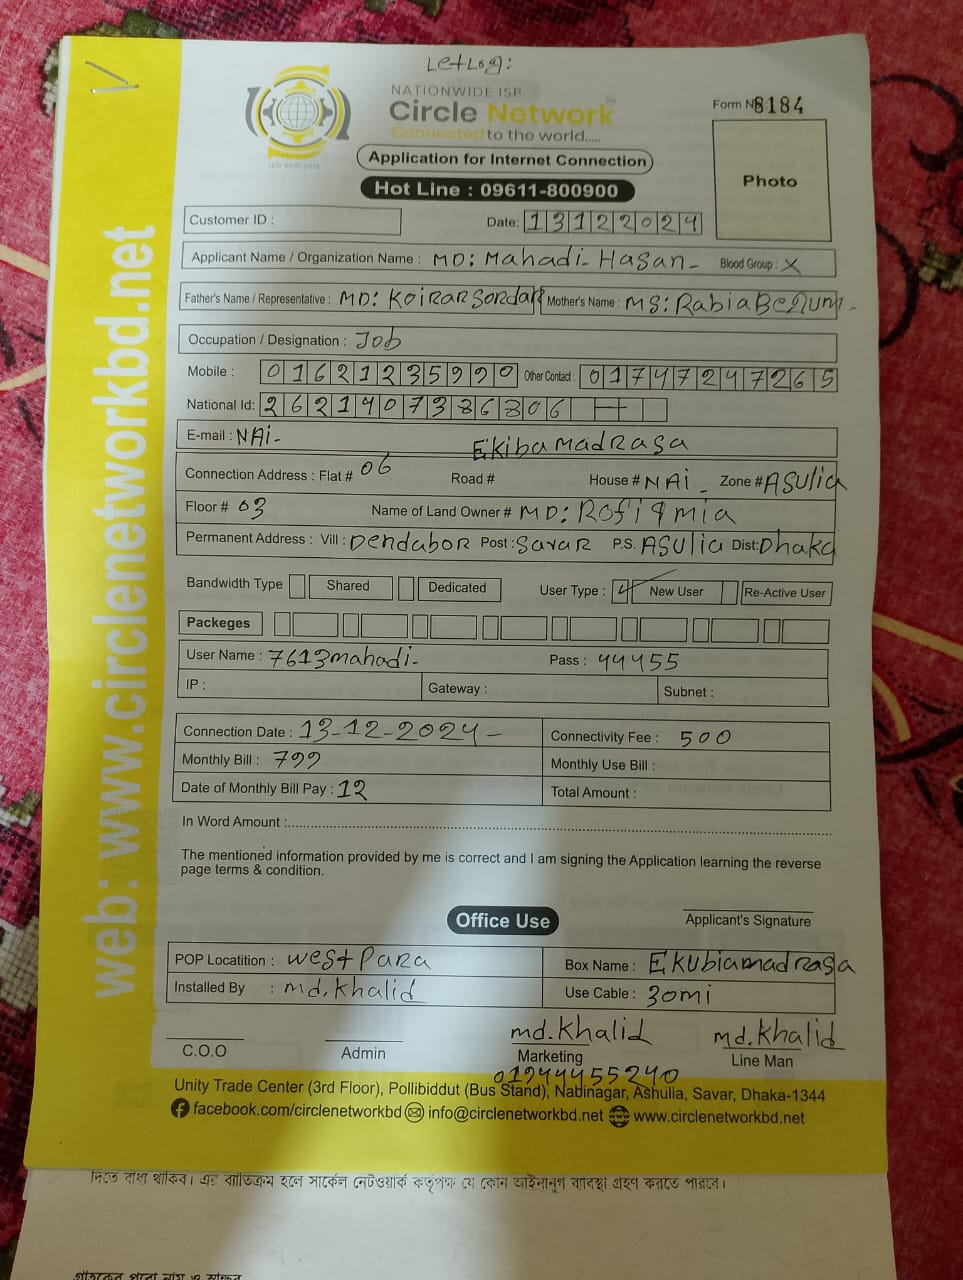 LetLog:
NATIONWIDE ISP
Circle Network
Connected to the world.....
Form N 8184
Application for Internet Connection
Photo
Hot Line : 09611-800900
ISO 9001:2015
Customer ID :
Date: 13122024
Applicant Name / Organization Name : MD: Mahadi- Hasan- Blood Group : X
Father's Name / Representative : MD: Koirar Sordar Mother's Name : MS: Rabia Begum-
Occupation / Designation : Job
Mobile : 01621235990 Other Contact : 01747247265
National Id: 2621407386806
E-mail : NAi-
Ekibamadrasa
Connection Address : Flat # 06 Road # House # NAi - Zone # ASulia
Floor # 03 Name of Land Owner # MD: Rofiq mia
Permanent Address : Vill : Dendabor Post : Savar P.S. ASulia Dist: Dhaka
Bandwidth Type Shared Dedicated User Type : New User Re-Active User
Packeges
User Name : 7613mahadi- Pass : 44455
IP : Gateway : Subnet :
Connection Date : 13-12-2024- Connectivity Fee : 500
Monthly Bill : 799 Monthly Use Bill :
Date of Monthly Bill Pay : 12 Total Amount :
In Word Amount :
The mentioned information provided by me is correct and I am signing the Application learning the reverse
page terms & condition.
Office Use
Applicant's Signature
POP Locatition : west para Box Name : Ekubiamadrasa
Installed By : md.khalid Use Cable : 30mi
md.khalid md.khalid
C.O.O Admin Marketing Line Man
01944455240
Unity Trade Center (3rd Floor), Pollibiddut (Bus Stand), Nabinagar, Ashulia, Savar, Dhaka-1344
facebook.com/circlenetworkbd info@circlenetworkbd.net www.circlenetworkbd.net
web: www.circlenetworkbd.net
দিতে বাধ্য থাকিব। এর ব্যতিক্রম হলে সার্কেল নেটওয়ার্ক কর্তৃপক্ষ যে কোন আইনানুগ ব্যবস্থা গ্রহণ করতে পারবে।